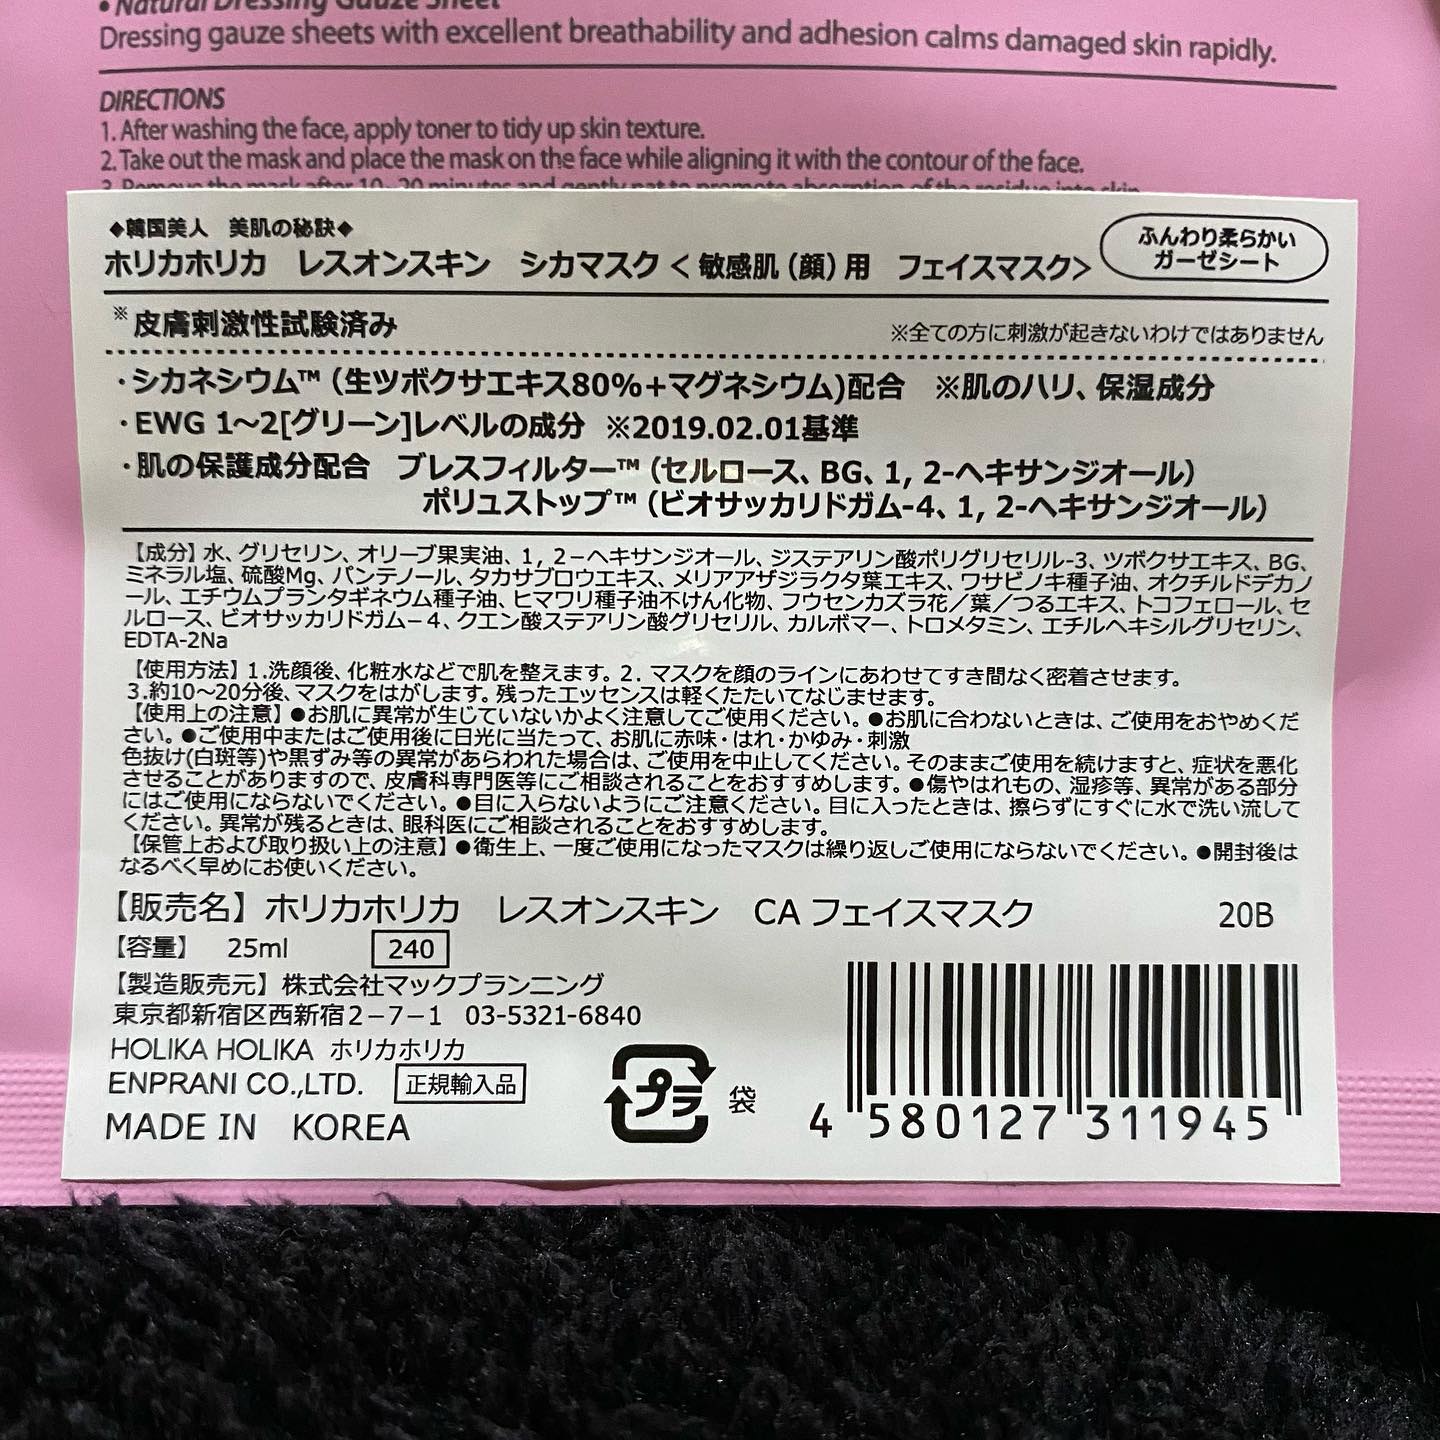 • Natural Dressing Gauze Sheet
Dressing gauze sheets with excellent breathability and adhesion calms damaged skin rapidly.
DIRECTIONS
1. After washing the face, apply toner to tidy up skin texture.
2. Take out the mask and place the mask on the face while aligning it with the contour of the face.
3. Remove the mask after 10~20 minutes and gently pat to promote absorption of the residue into skin.
◆韓国美人 美肌の秘訣◆
ホリカホリカ レスオンスキン シカマスク<敏感肌(顔)用 フェイスマスク>
ふんわり柔らかい
ガーゼシート
※皮膚刺激性試験済み
※全ての方に刺激が起きないわけではありません
・シカネシウム™(生ツボクサエキス80%+マグネシウム)配合 ※肌のハリ、保湿成分
・EWG 1~2[グリーン]レベルの成分 ※2019.02.01基準
・肌の保護成分配合 ブレスフィルター™(セルロース、BG、1, 2-ヘキサンジオール)
ポリュストップ™(ビオサッカリドガム-4、1, 2-ヘキサンジオール)
【成分】水、グリセリン、オリーブ果実油、1, 2-ヘキサンジオール、ジステアリン酸ポリグリセリル-3、ツボクサエキス、BG、
ミネラル塩、硫酸Mg、パンテノール、タカサブロウエキス、メリアアザジラクタ葉エキス、ワサビノキ種子油、オクチルドデカノ
ール、エチウムプランタギネウム種子油、ヒマワリ種子油不けん化物、フウセンカズラ花/葉/つるエキス、トコフェロール、セ
ルロース、ビオサッカリドガム-4、クエン酸ステアリン酸グリセリル、カルボマー、トロメタミン、エチルヘキシルグリセリン、
EDTA-2Na
【使用方法】1.洗顔後、化粧水などで肌を整えます。2. マスクを顔のラインにあわせてすき間なく密着させます。
3.約10~20分後、マスクをはがします。残ったエッセンスは軽くたたいてなじませます。
【使用上の注意】●お肌に異常が生じていないかよく注意してご使用ください。●お肌に合わないときは、ご使用をおやめくだ
さい。●ご使用中またはご使用後に日光に当たって、お肌に赤味・はれ・かゆみ・刺激
色抜け(白斑等)や黒ずみ等の異常があらわれた場合は、ご使用を中止してください。そのままご使用を続けますと、症状を悪化
させることがありますので、皮膚科専門医等にご相談されることをおすすめします。●傷やはれもの、湿疹等、異常がある部分
にはご使用にならないでください。●目に入らないようにご注意ください。目に入ったときは、擦らずにすぐに水で洗い流して
ください。異常が残るときは、眼科医にご相談されることをおすすめします。
【保管上および取り扱い上の注意】●衛生上、一度ご使用になったマスクは繰り返しご使用にならないでください。●開封後は
なるべく早めにお使いください。
【販売名】ホリカホリカ レスオンスキン CA フェイスマスク 20B
【容量】 25ml 240
【製造販売元】株式会社マックプランニング
東京都新宿区西新宿2-7-1 03-5321-6840
HOLIKA HOLIKA ホリカホリカ
ENPRANI CO.,LTD. 正規輸入品
MADE IN KOREA
プラ 袋
4 580127 311945